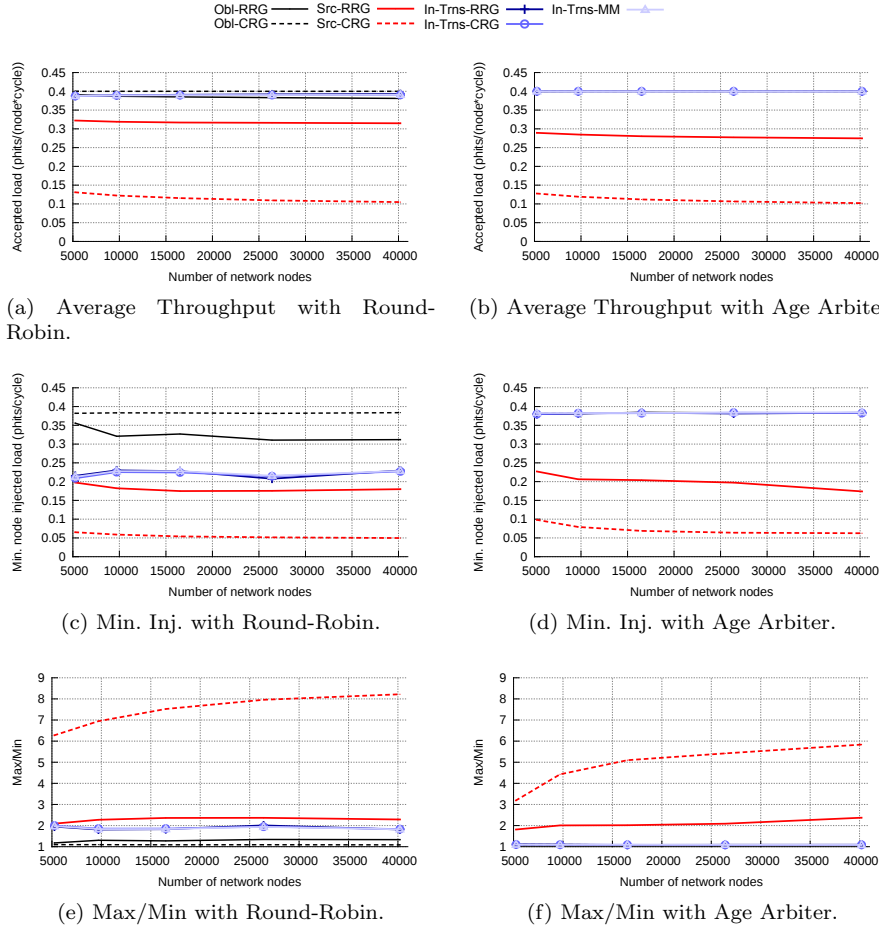 Obl-RRG Src-RRG In-Trns-RRG In-Trns-MM
Obl-CRG Src-CRG In-Trns-CRG
Accepted load (phits/(node*cycle))
0.45
0.4
0.35
0.3
0.25
0.2
0.15
0.1
0.05
0
5000 10000 15000 20000 25000 30000 35000 40000
Number of network nodes
(a) Average Throughput with Round-
Robin.
Accepted load (phits/(node*cycle))
0.45
0.4
0.35
0.3
0.25
0.2
0.15
0.1
0.05
0
5000 10000 15000 20000 25000 30000 35000 40000
Number of network nodes
(b) Average Throughput with Age Arbite
Min. node injected load (phits/cycle)
0.45
0.4
0.35
0.3
0.25
0.2
0.15
0.1
0.05
0
5000 10000 15000 20000 25000 30000 35000 40000
Number of network nodes
(c) Min. Inj. with Round-Robin.
Min. node injected load (phits/cycle)
0.45
0.4
0.35
0.3
0.25
0.2
0.15
0.1
0.05
0
5000 10000 15000 20000 25000 30000 35000 40000
Number of network nodes
(d) Min. Inj. with Age Arbiter.
Max/Min
9
8
7
6
5
4
3
2
1
5000 10000 15000 20000 25000 30000 35000 40000
Number of network nodes
(e) Max/Min with Round-Robin.
Max/Min
9
8
7
6
5
4
3
2
1
5000 10000 15000 20000 25000 30000 35000 40000
Number of network nodes
(f) Max/Min with Age Arbiter.